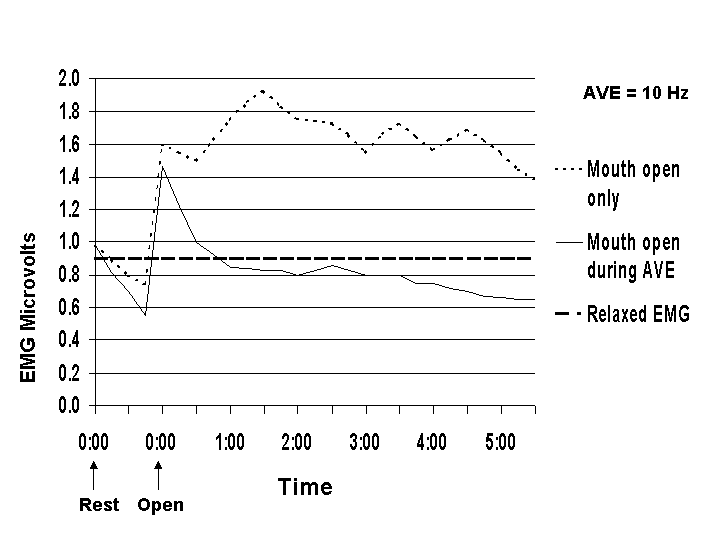 2.0
1.8
1.6
1.4
1.2
1.0
0.8
0.6
0.4
0.2
0.0
EMG Microvolts
0:00 0:00 1:00 2:00 3:00 4:00 5:00
Rest Open
Time
AVE = 10 Hz
Mouth open
only
Mouth open
during AVE
Relaxed EMG